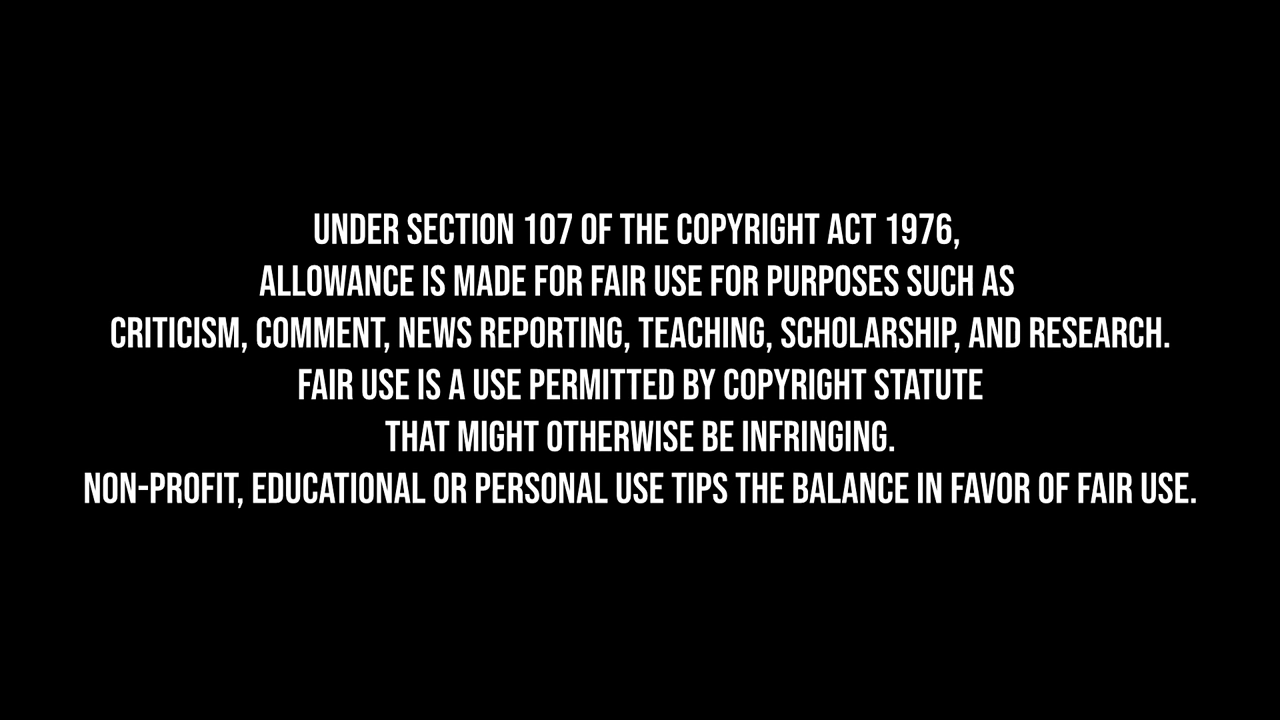 UNDER SECTION 107 OF THE COPYRIGHT ACT 1976,
ALLOWANCE IS MADE FOR FAIR USE FOR PURPOSES SUCH AS
CRITICISM, COMMENT, NEWS REPORTING, TEACHING, SCHOLARSHIP, AND RESEARCH.
FAIR USE IS A USE PERMITTED BY COPYRIGHT STATUTE
THAT MIGHT OTHERWISE BE INFRINGING.
NON-PROFIT, EDUCATIONAL OR PERSONAL USE TIPS THE BALANCE IN FAVOR OF FAIR USE.